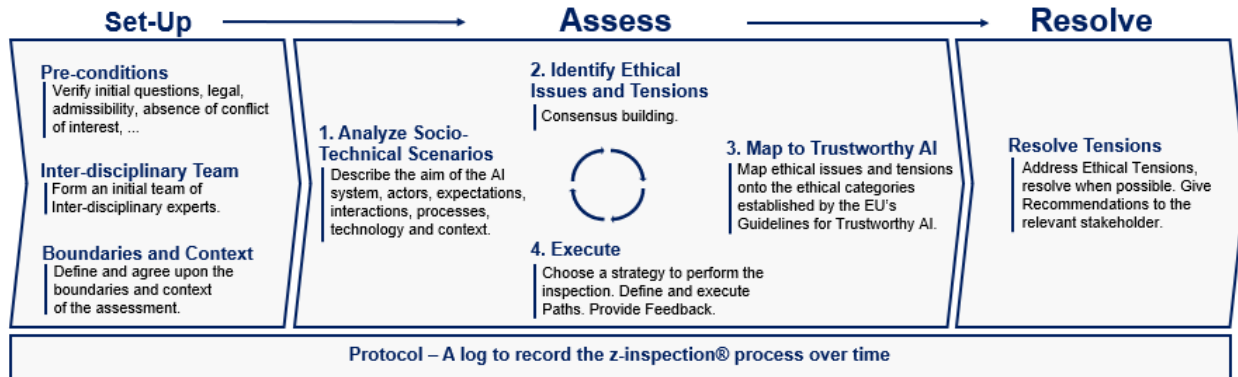 Set-Up
Assess
Resolve
Pre-conditions
Verify initial questions, legal,
admissibility, absence of conflict
of interest, ...
Inter-disciplinary Team
Form an initial team of
Inter-disciplinary experts.
Boundaries and Context
Define and agree upon the
boundaries and context
of the assessment.
1. Analyze Socio-
Technical Scenarios
Describe the aim of the AI
system, actors, expectations,
interactions, processes,
technology and context.
2. Identify Ethical
Issues and Tensions
Consensus building.
3. Map to Trustworthy AI
Map ethical issues and tensions
onto the ethical categories
established by the EU's
Guidelines for Trustworthy AI.
4. Execute
Choose a strategy to perform the
inspection. Define and execute
Paths. Provide Feedback.
Resolve Tensions
Address Ethical Tensions,
resolve when possible. Give
Recommendations to the
relevant stakeholder.
Protocol – A log to record the z-inspection® process over time